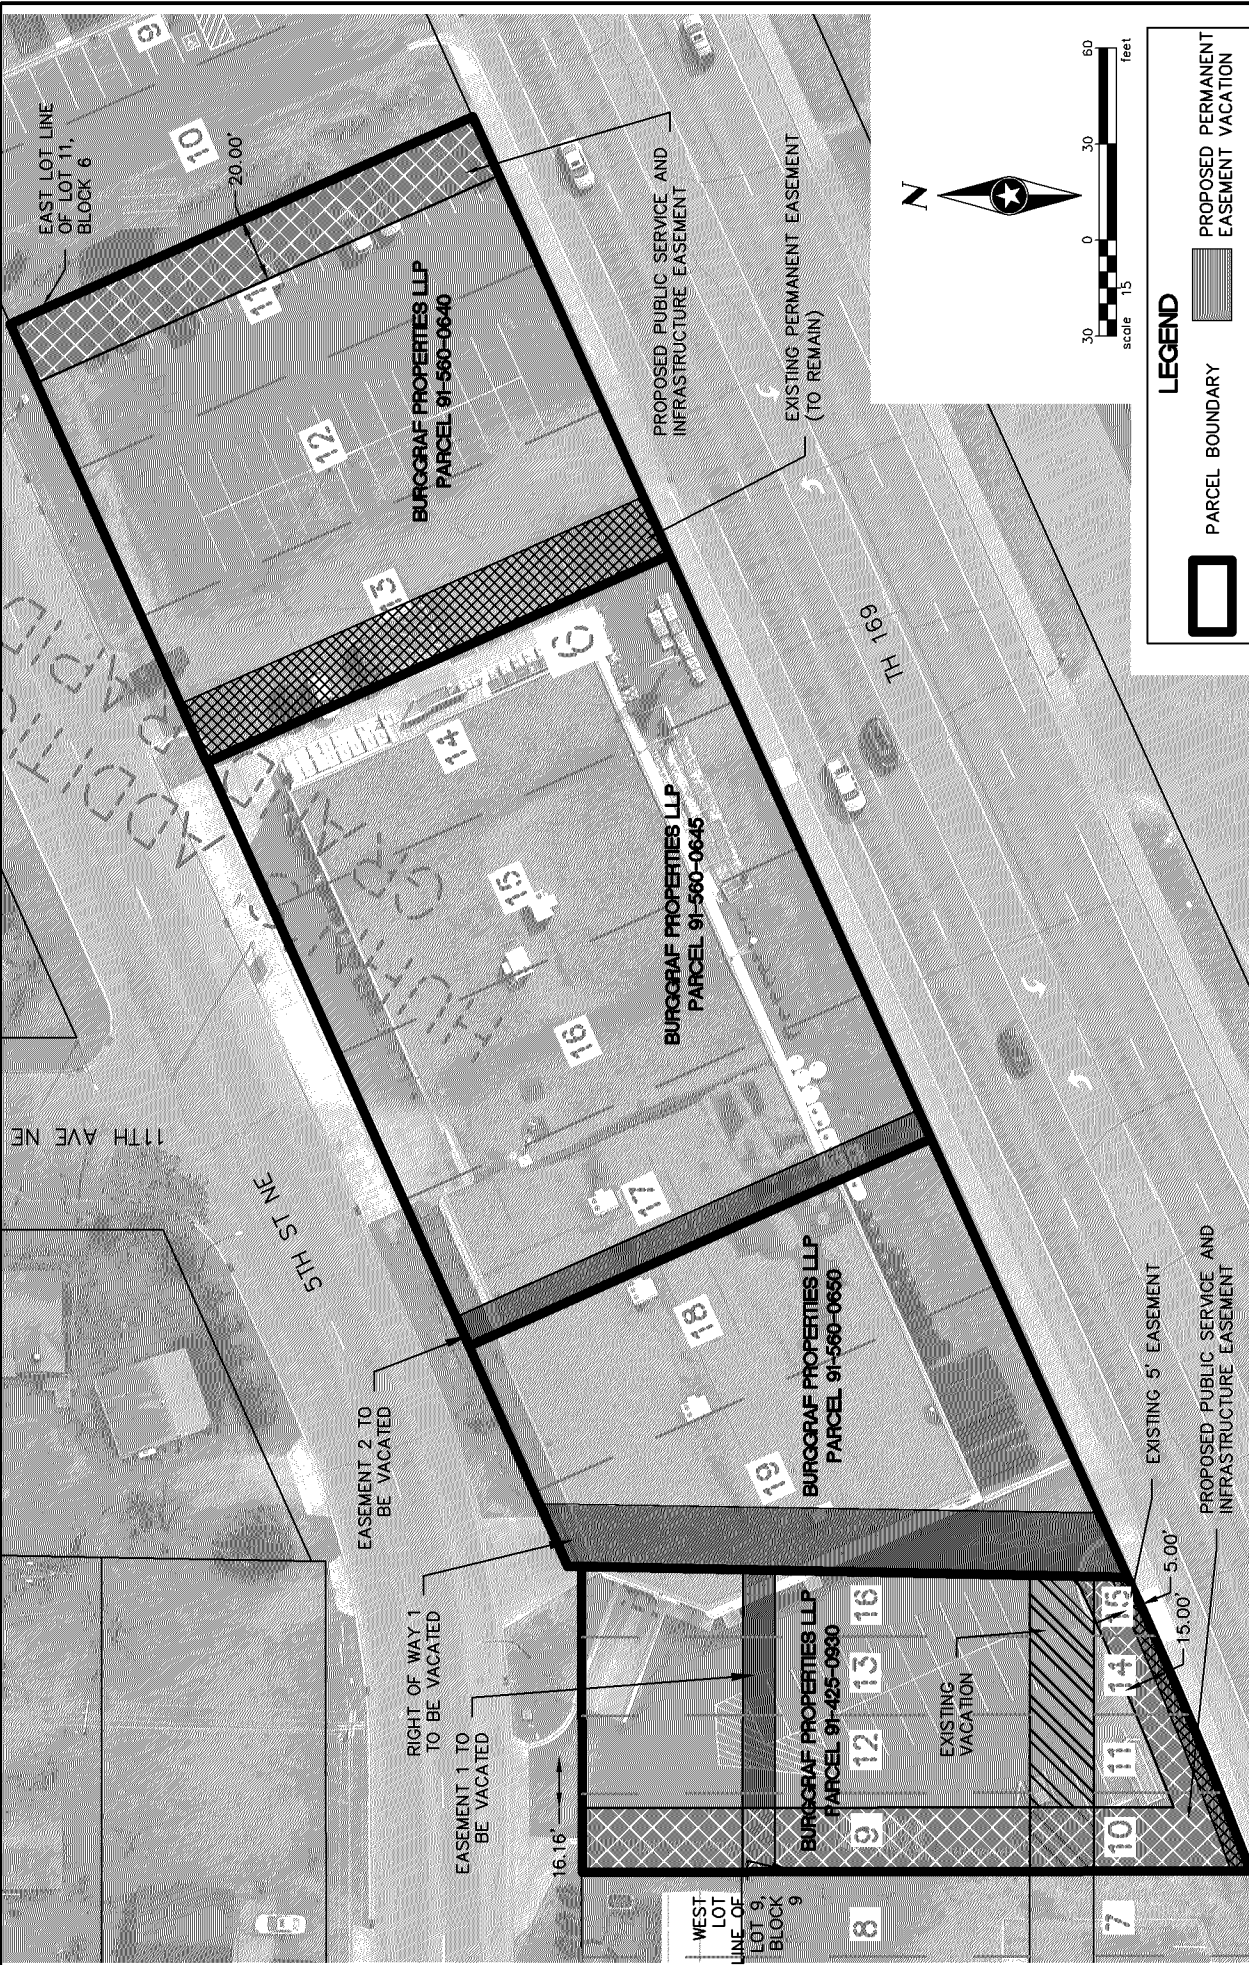 EAST LOT LINE
OF LOT 11,
BLOCK 6
9
10
20.00'
11
BURGGRAF PROPERTIES LLP
PARCEL 91-560-0640
12
13
PROPOSED PUBLIC SERVICE AND
INFRASTRUCTURE EASEMENT
EXISTING PERMANENT EASEMENT
(TO REMAIN)
6
14
15
16
17
BURGGRAF PROPERTIES LLP
PARCEL 91-560-0645
TH 169
11TH AVE NE
5TH ST NE
EASEMENT 2 TO
BE VACATED
18
19
BURGGRAF PROPERTIES LLP
PARCEL 91-560-0650
RIGHT OF WAY 1
TO BE VACATED
EASEMENT 1 TO
BE VACATED
16.16'
BURGGRAF PROPERTIES LLP
PARCEL 91-425-0930
9
12
13
16
EXISTING
VACATION
10
11
14
15
EXISTING 5' EASEMENT
PROPOSED PUBLIC SERVICE AND
INFRASTRUCTURE EASEMENT
5.00'
15.00'
WEST
LOT
LINE OF
LOT 9,
BLOCK
9
8
7
N
30
0
30
60
scale
15
feet
LEGEND
PARCEL BOUNDARY
PROPOSED PERMANENT
EASEMENT VACATION